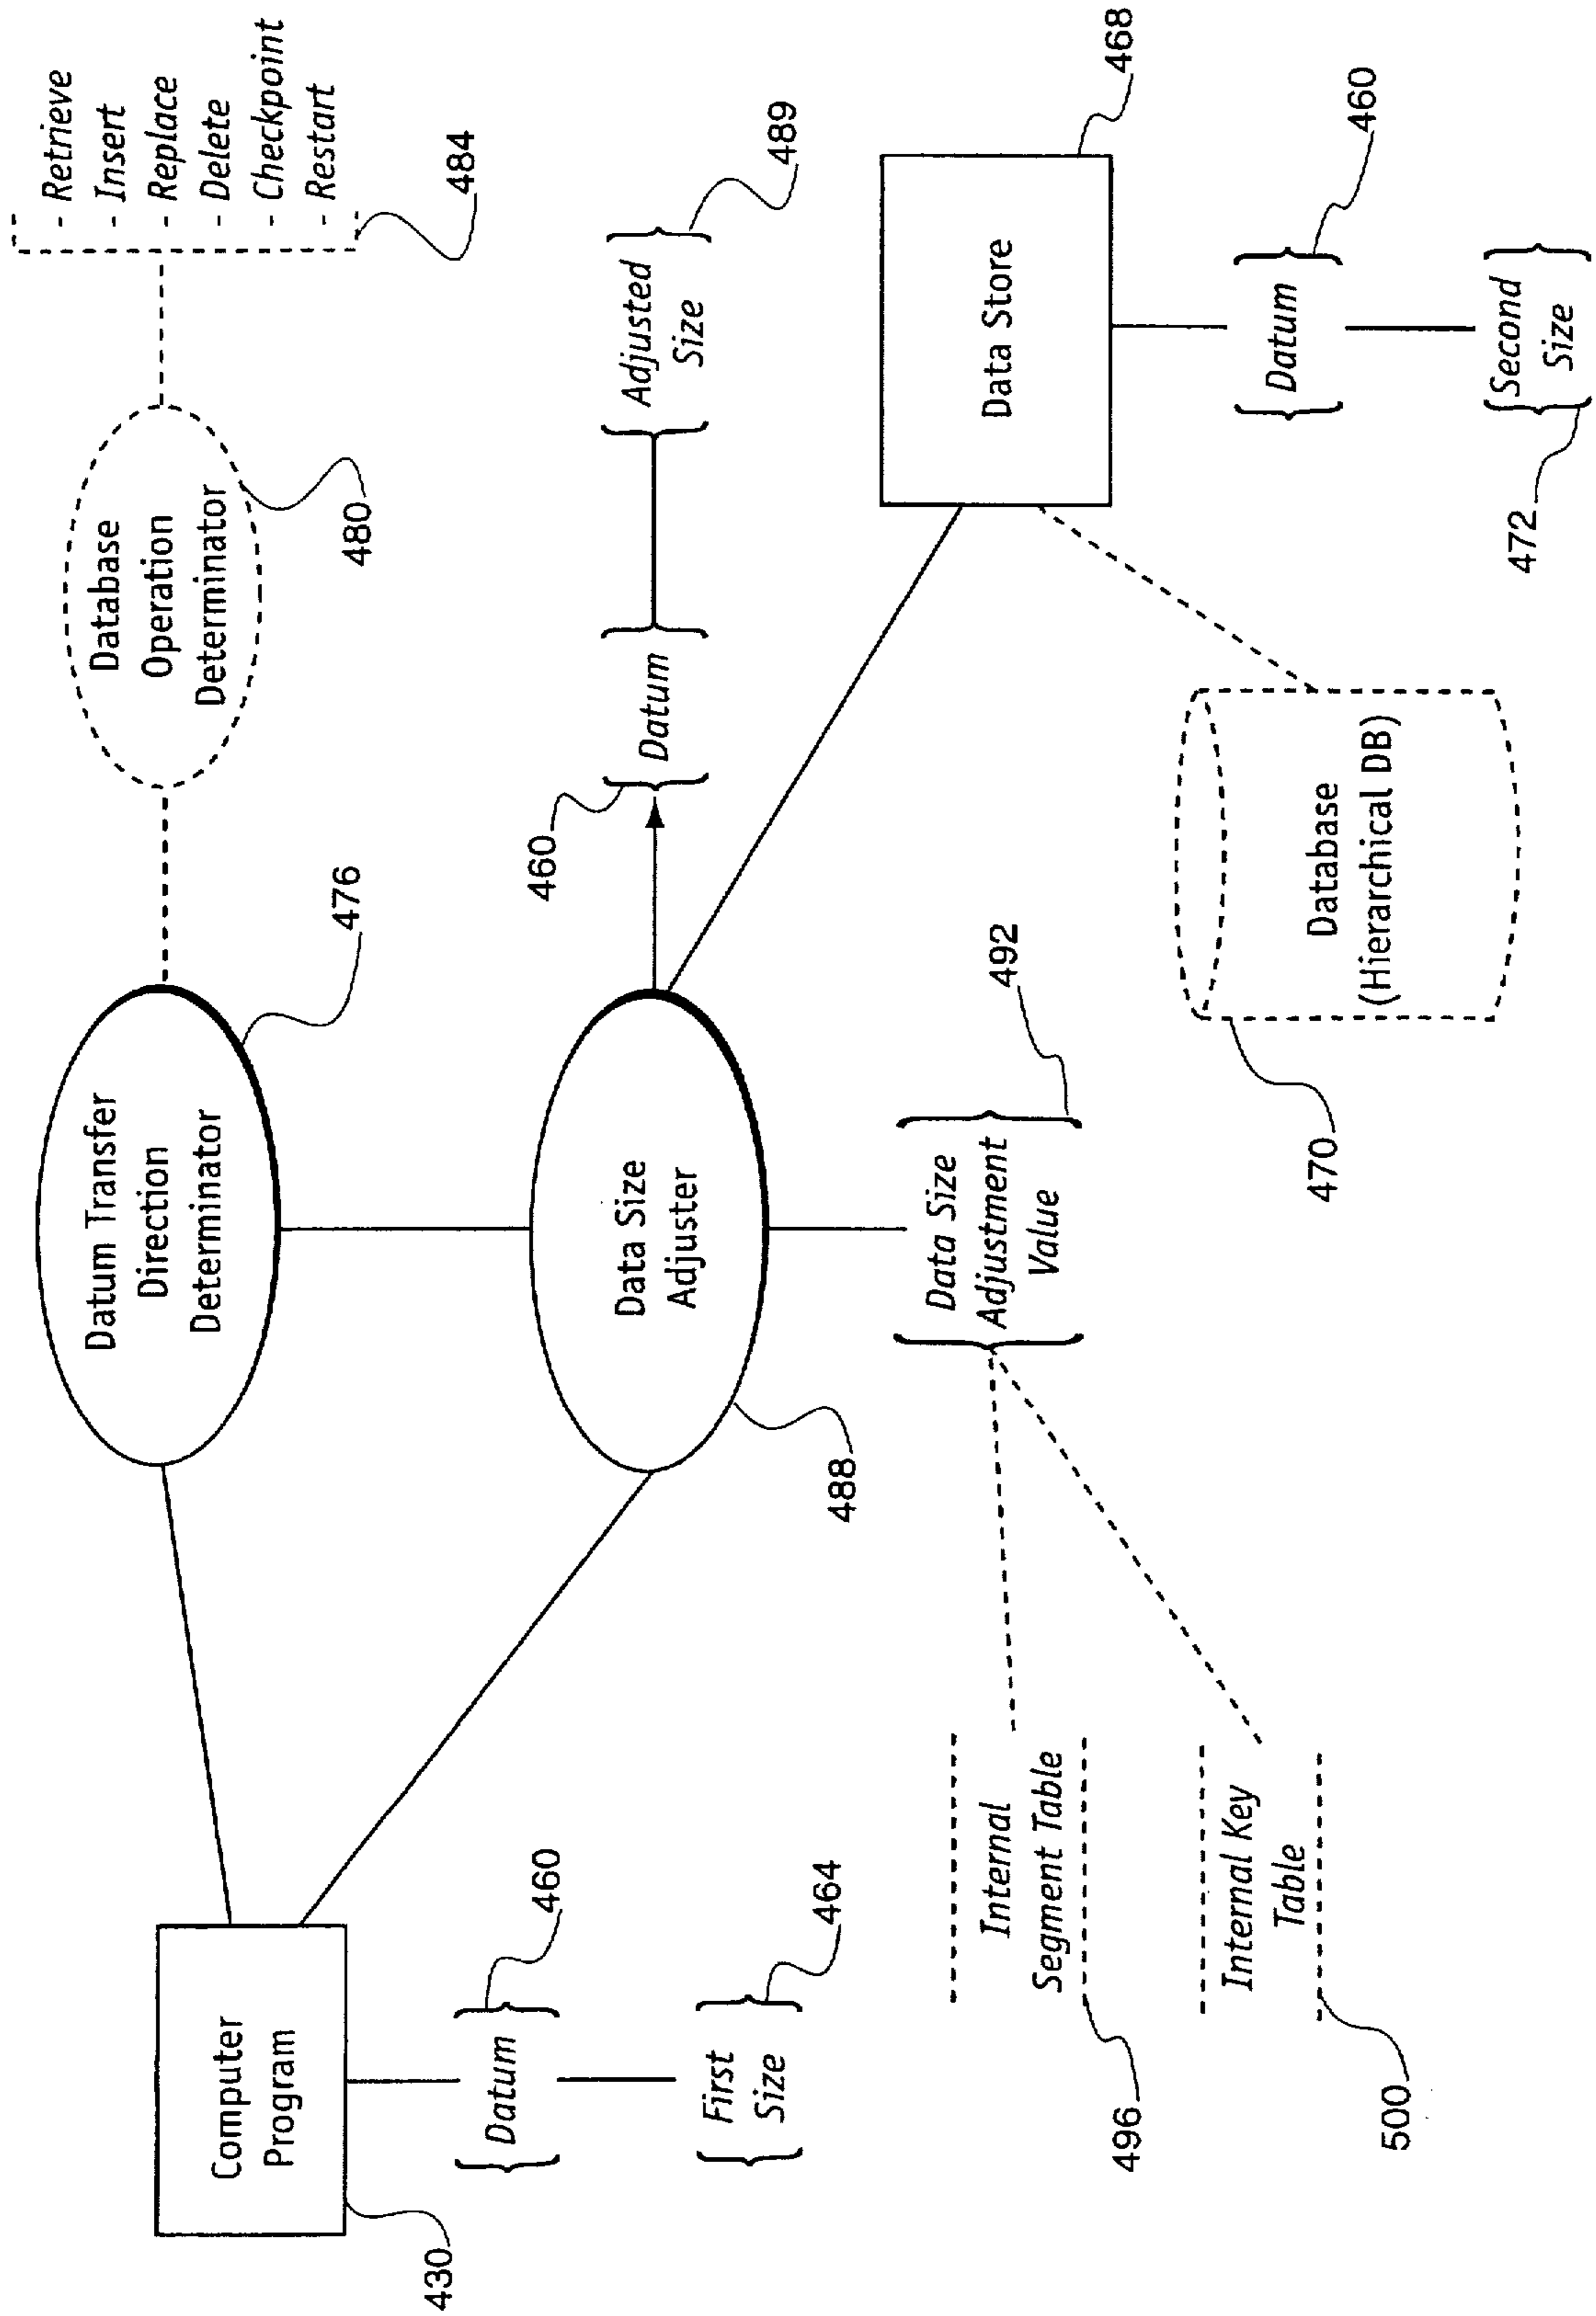 - Retrieve
- Insert
- Replace
- Delete
- Checkpoint
- Restart
484
Database
Operation
Determinator
480
Datum Transfer
Direction
Determinator
476
Computer
Program
430
Datum
460
First
Size
464
Data Size
Adjuster
488
Datum
460
Adjusted
Size
489
Data Size
Adjustment
Value
492
Internal
Segment Table
496
Internal Key
Table
500
Data Store
468
Datum
460
Second
Size
472
Database
(Hierarchical DB)
470